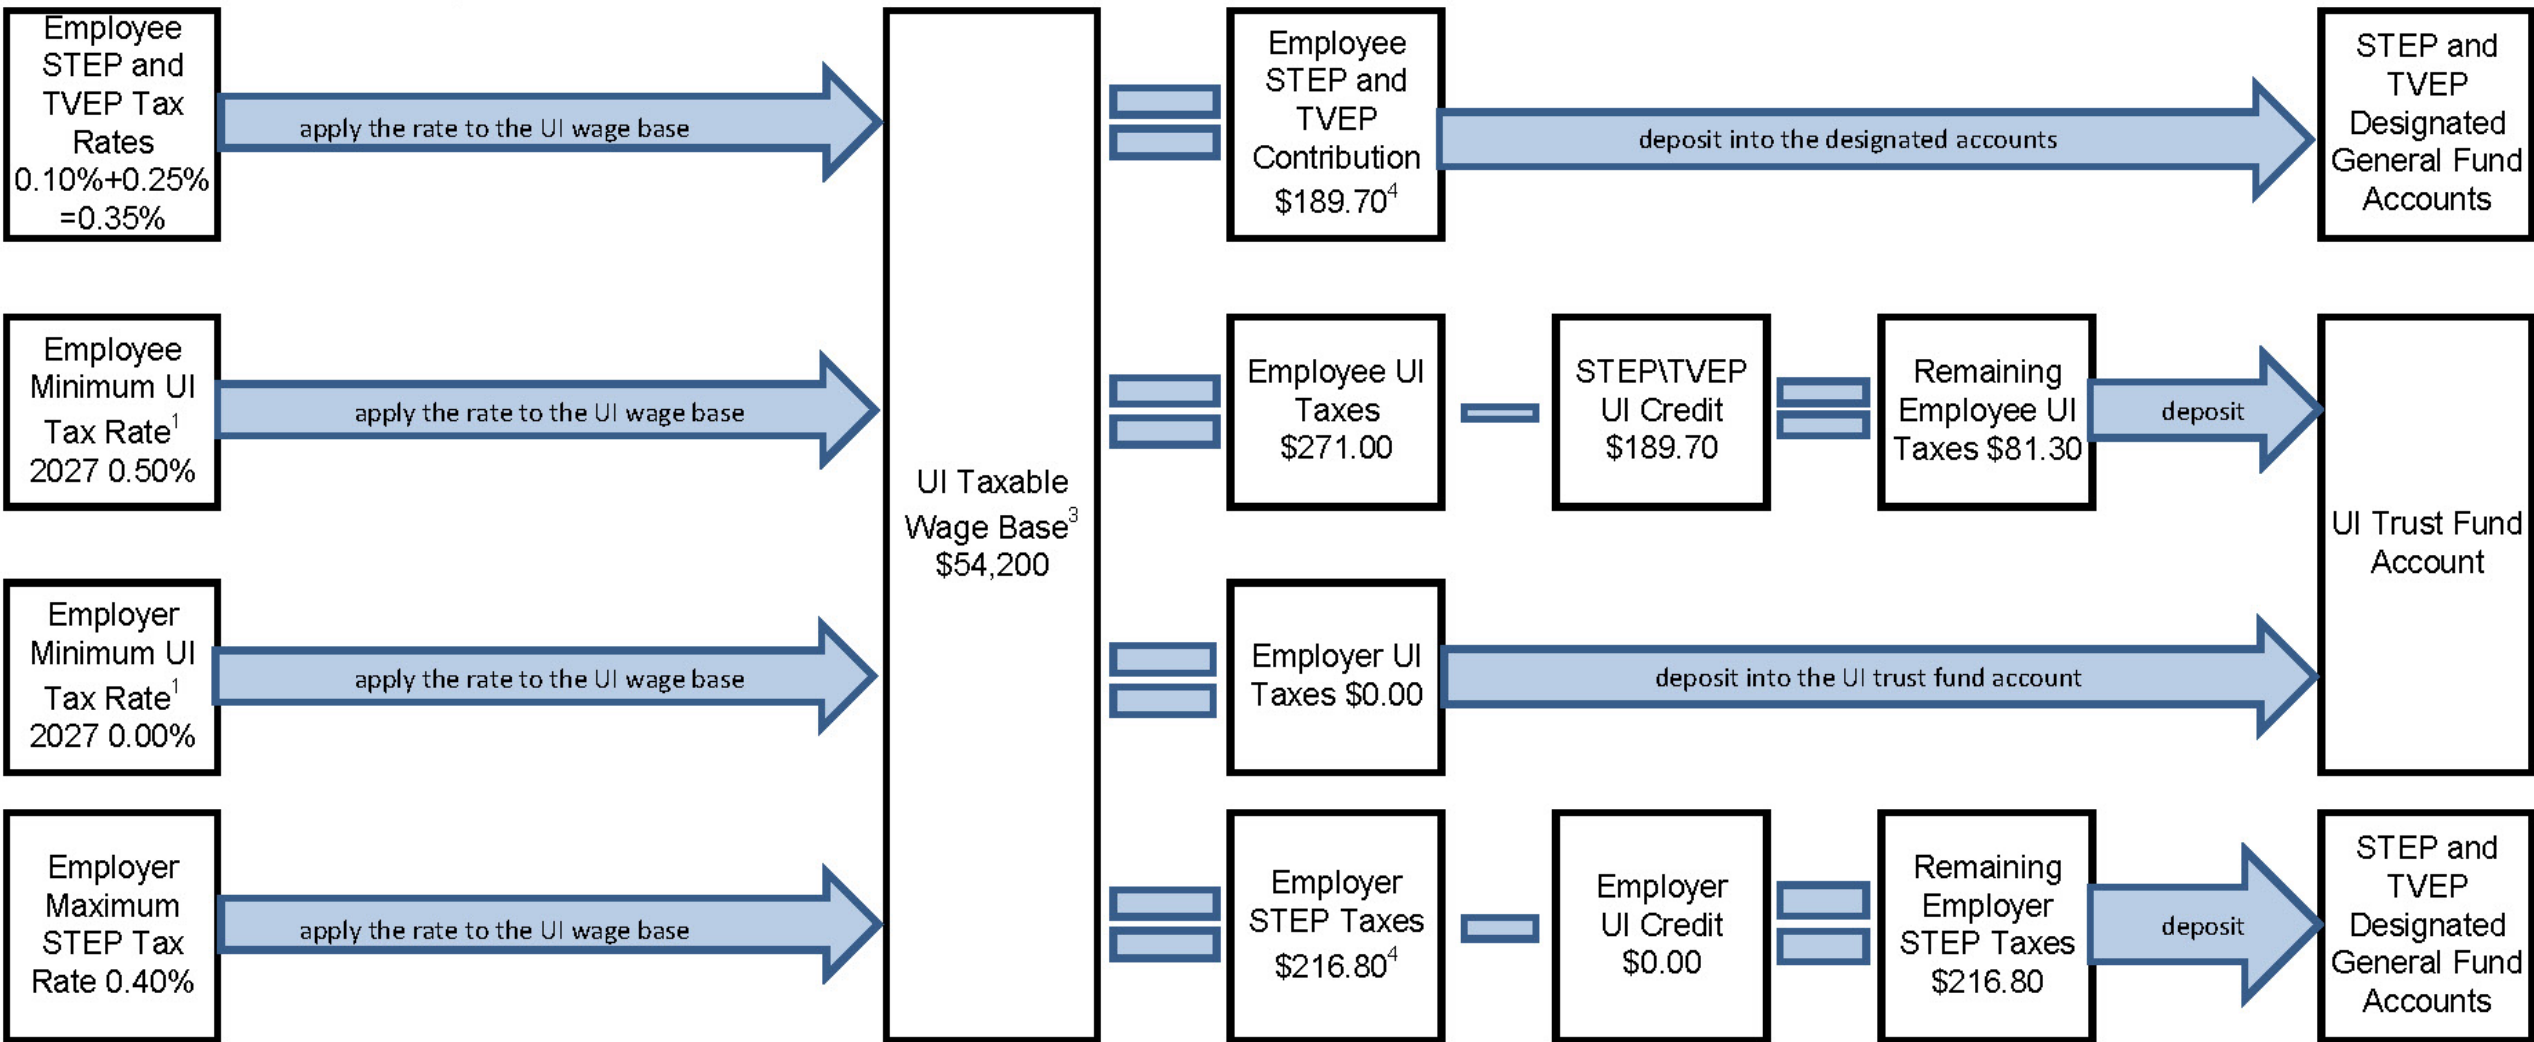 Employee
STEP and
TVEP Tax
Rates
0.10%+0.25%
=0.35%
apply the rate to the UI wage base
Employee
STEP and
TVEP
Contribution
$189.70⁴
deposit into the designated accounts
STEP and
TVEP
Designated
General Fund
Accounts
Employee
Minimum UI
Tax Rate¹
2027 0.50%
apply the rate to the UI wage base
UI Taxable
Wage Base³
$54,200
Employee UI
Taxes
$271.00
STEP\TVEP
UI Credit
$189.70
Remaining
Employee UI
Taxes $81.30
deposit
UI Trust Fund
Account
Employer
Minimum UI
Tax Rate¹
2027 0.00%
apply the rate to the UI wage base
Employer UI
Taxes $0.00
deposit into the UI trust fund account
Employer
Maximum
STEP Tax
Rate 0.40%
apply the rate to the UI wage base
Employer
STEP Taxes
$216.80⁴
Employer
UI Credit
$0.00
Remaining
Employer
STEP Taxes
$216.80
deposit
STEP and
TVEP
Designated
General Fund
Accounts